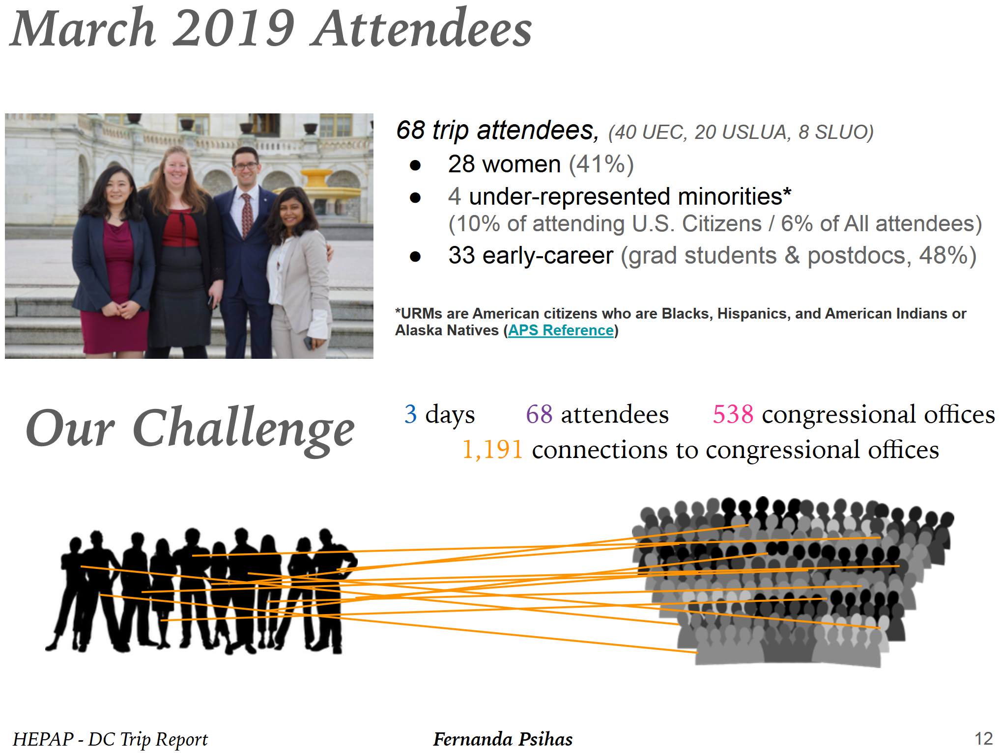 March 2019 Attendees
68 trip attendees, (40 UEC, 20 USLUA, 8 SLUO)
● 28 women (41%)
● 4 under-represented minorities*
(10% of attending U.S. Citizens / 6% of All attendees)
● 33 early-career (grad students & postdocs, 48%)
*URMs are American citizens who are Blacks, Hispanics, and American Indians or
Alaska Natives (APS Reference)
Our Challenge
3 days 68 attendees 538 congressional offices
1,191 connections to congressional offices
HEPAP - DC Trip Report Fernanda Psihas 12